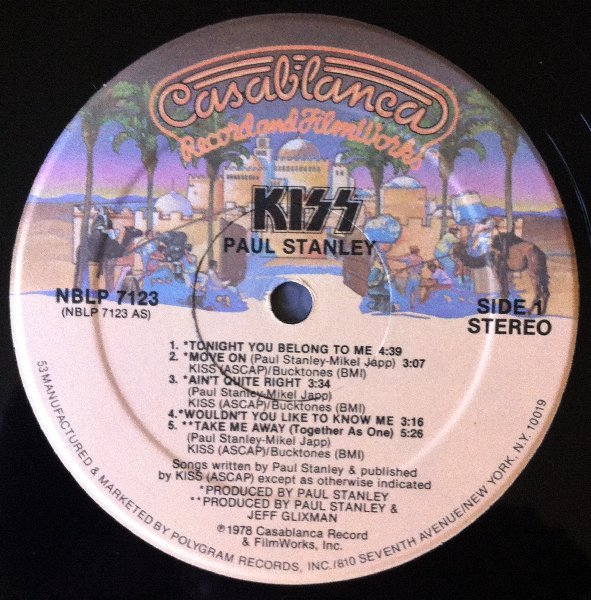 Casablanca
Record and FilmWorks
KISS
PAUL STANLEY
NBLP 7123
(NBLP 7123 AS)
SIDE 1
STEREO
1. *TONIGHT YOU BELONG TO ME 4:39
2. *MOVE ON (Paul Stanley-Mikel Japp) 3:07
KISS (ASCAP)/Bucktones (BMI)
3. *AIN'T QUITE RIGHT 3:34
(Paul Stanley-Mikel Japp)
KISS (ASCAP)/Bucktones (BMI)
4. *WOULDN'T YOU LIKE TO KNOW ME 3:16
5. **TAKE ME AWAY (Together As One) 5:26
(Paul Stanley-Mikel Japp)
KISS (ASCAP)/Bucktones (BMI)
Songs written by Paul Stanley & published
by KISS (ASCAP) except as otherwise indicated
*PRODUCED BY PAUL STANLEY
**PRODUCED BY PAUL STANLEY &
JEFF GLIXMAN
℗1978 Casablanca Record
& FilmWorks, Inc.
53 MANUFACTURED & MARKETED BY POLYGRAM RECORDS, INC./810 SEVENTH AVENUE/NEW YORK, N.Y. 10019